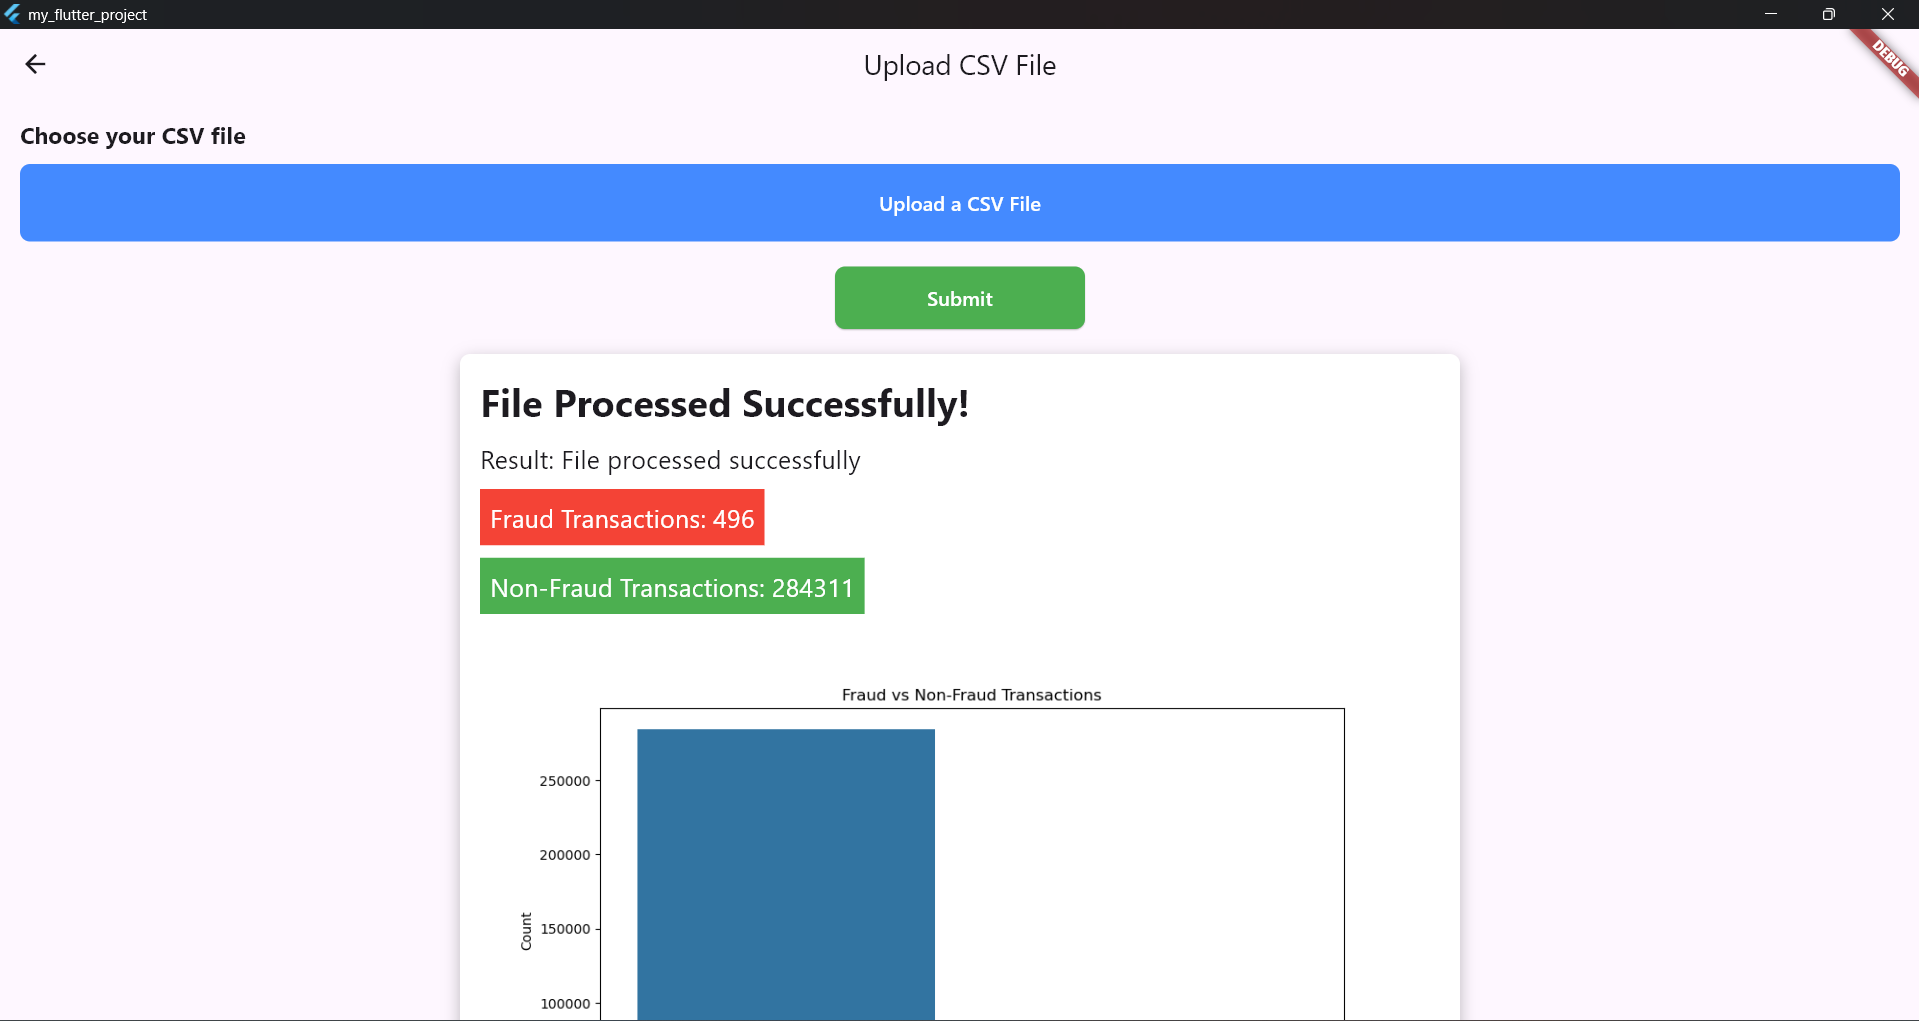 my_flutter_project
Upload CSV File
DEBUG
Choose your CSV file
Upload a CSV File
Submit
File Processed Successfully!
Result: File processed successfully
Fraud Transactions: 496
Non-Fraud Transactions: 284311
Fraud vs Non-Fraud Transactions
250000
200000
150000
100000
Count